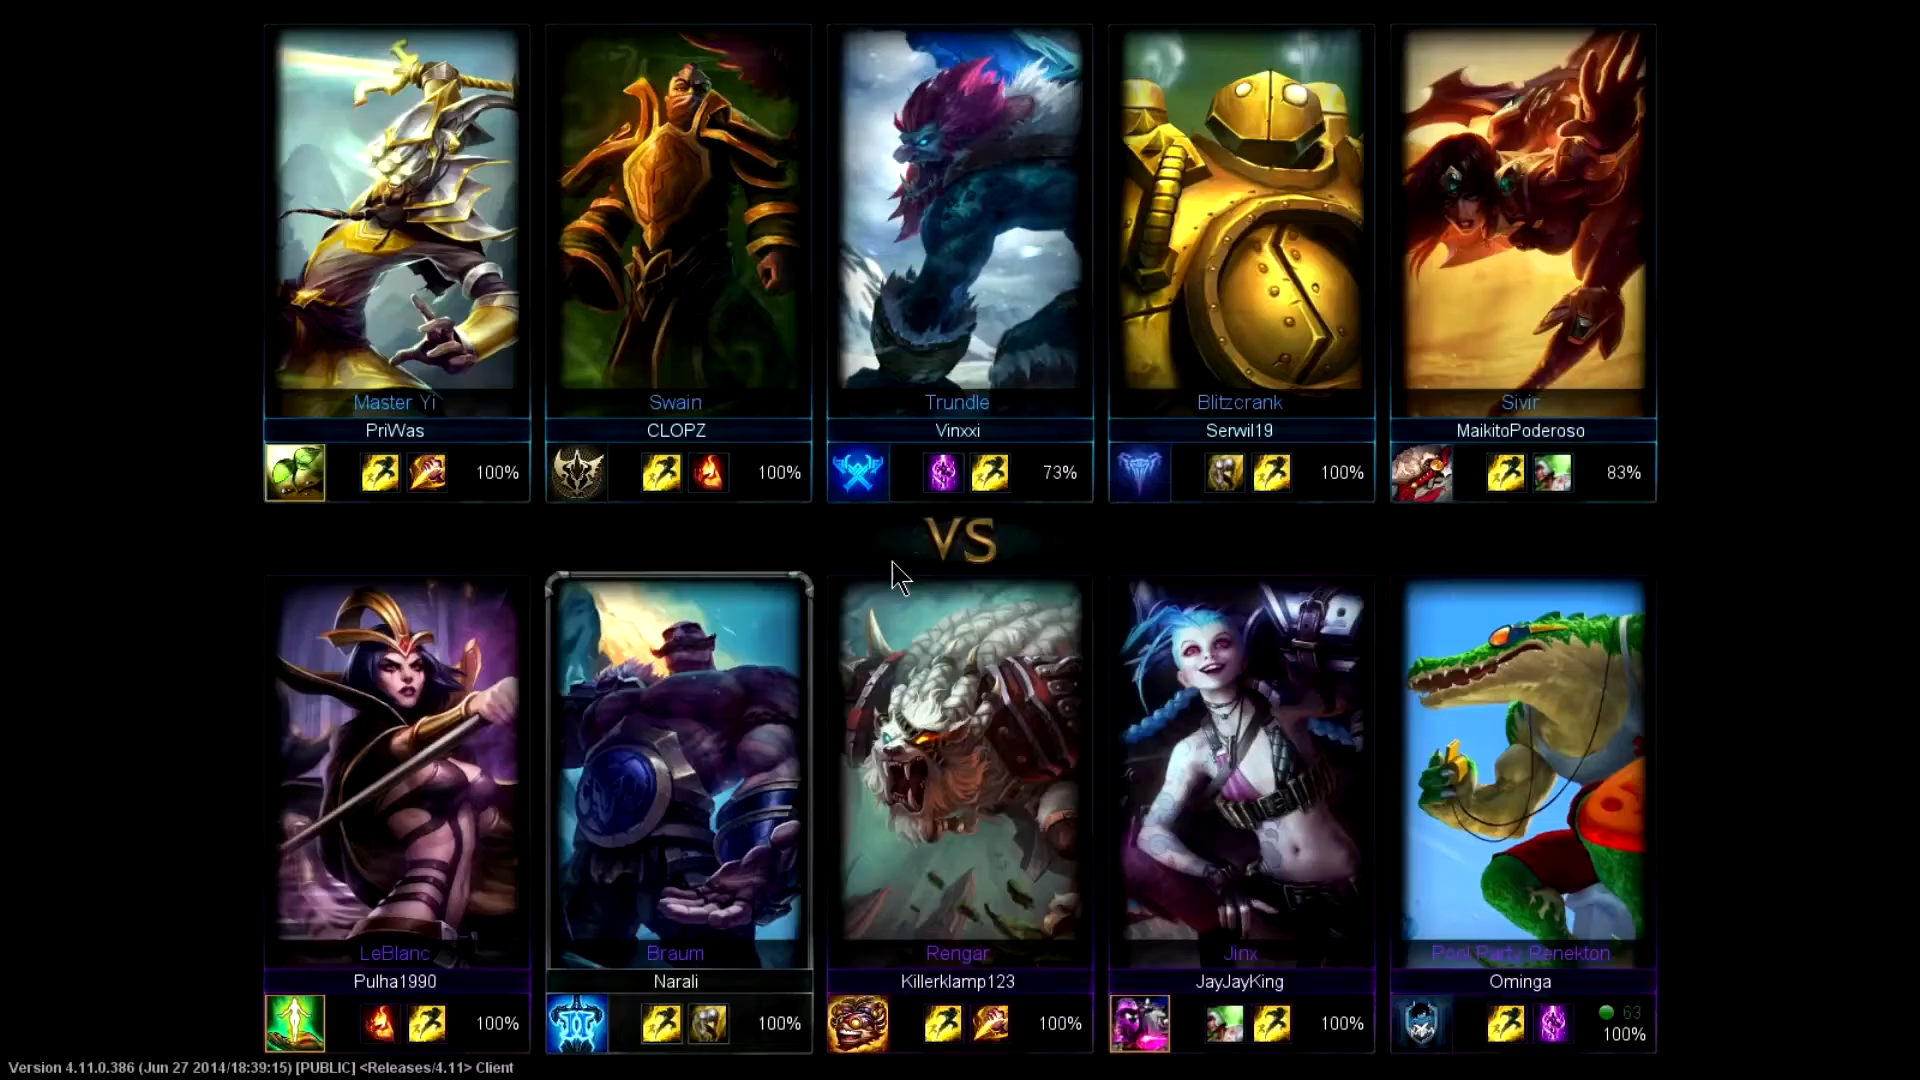 Master Yi
PriWas
100%
Swain
CLOPZ
100%
Trundle
Vinxxi
73%
Blitzcrank
Serwil19
100%
Sivir
MaikitoPoderoso
83%
VS
LeBlanc
Pulha1990
100%
Braum
Narali
100%
Rengar
Killerklamp123
100%
Jinx
JayJayKing
100%
Pool Party Renekton
Ominga
63
100%
Version 4.11.0.386 (Jun 27 2014/18:39:15) [PUBLIC] <Releases/4.11> Client